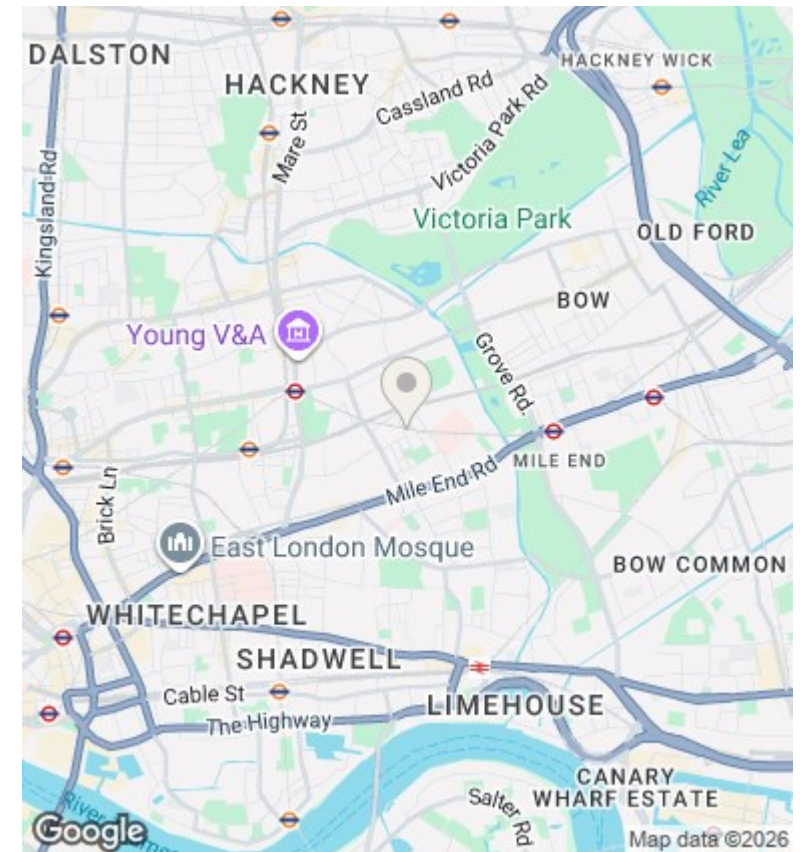 DALSTON
HACKNEY WICK
HACKNEY
Cassland Rd
Mare St
Victoria Park Rd
River Lea
Kingsland Rd
Victoria Park
OLD FORD
BOW
Young V&A
Grove Rd.
MILE END
Brick Ln
Mile End Rd
East London Mosque
BOW COMMON
WHITECHAPEL
SHADWELL
Cable St
LIMEHOUSE
The Highway
CANARY
WHARF ESTATE
Salter Rd
River
Google
Map data ©2026